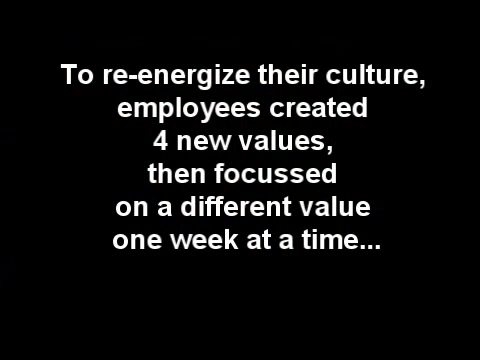 To re-energize their culture,
employees created
4 new values,
then focussed
on a different value
one week at a time...